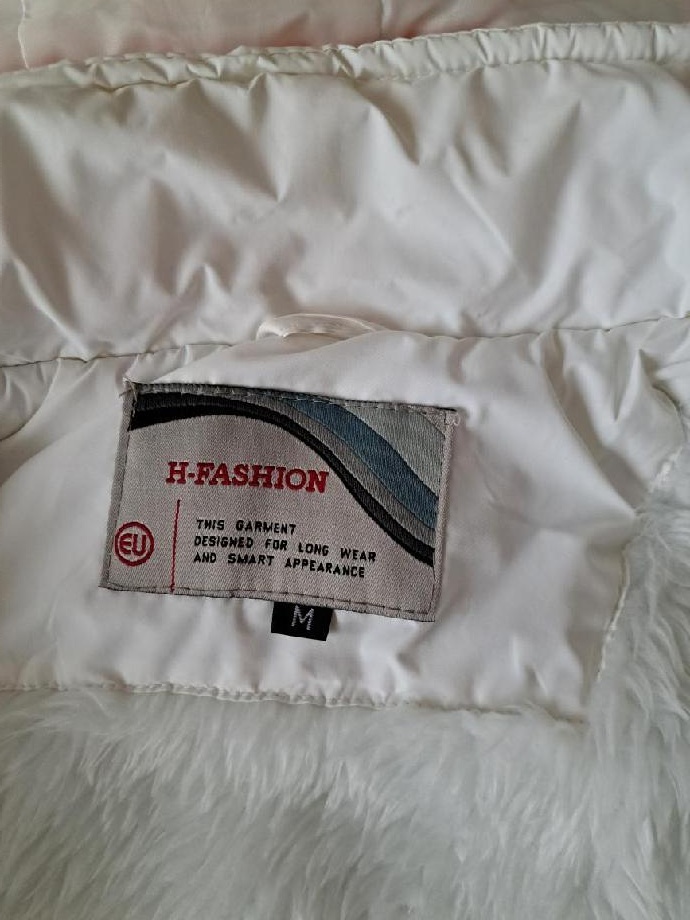 H-FASHION
EU
THIS GARMENT
DESIGNED FOR LONG WEAR
AND SMART APPEARANCE
M